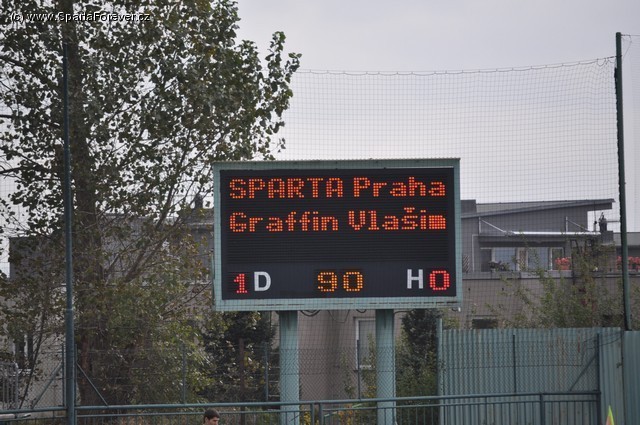 (c) www.SpartaForever.cz
SPARTA Praha
Graffin Vlašim
1 D 90 H 0